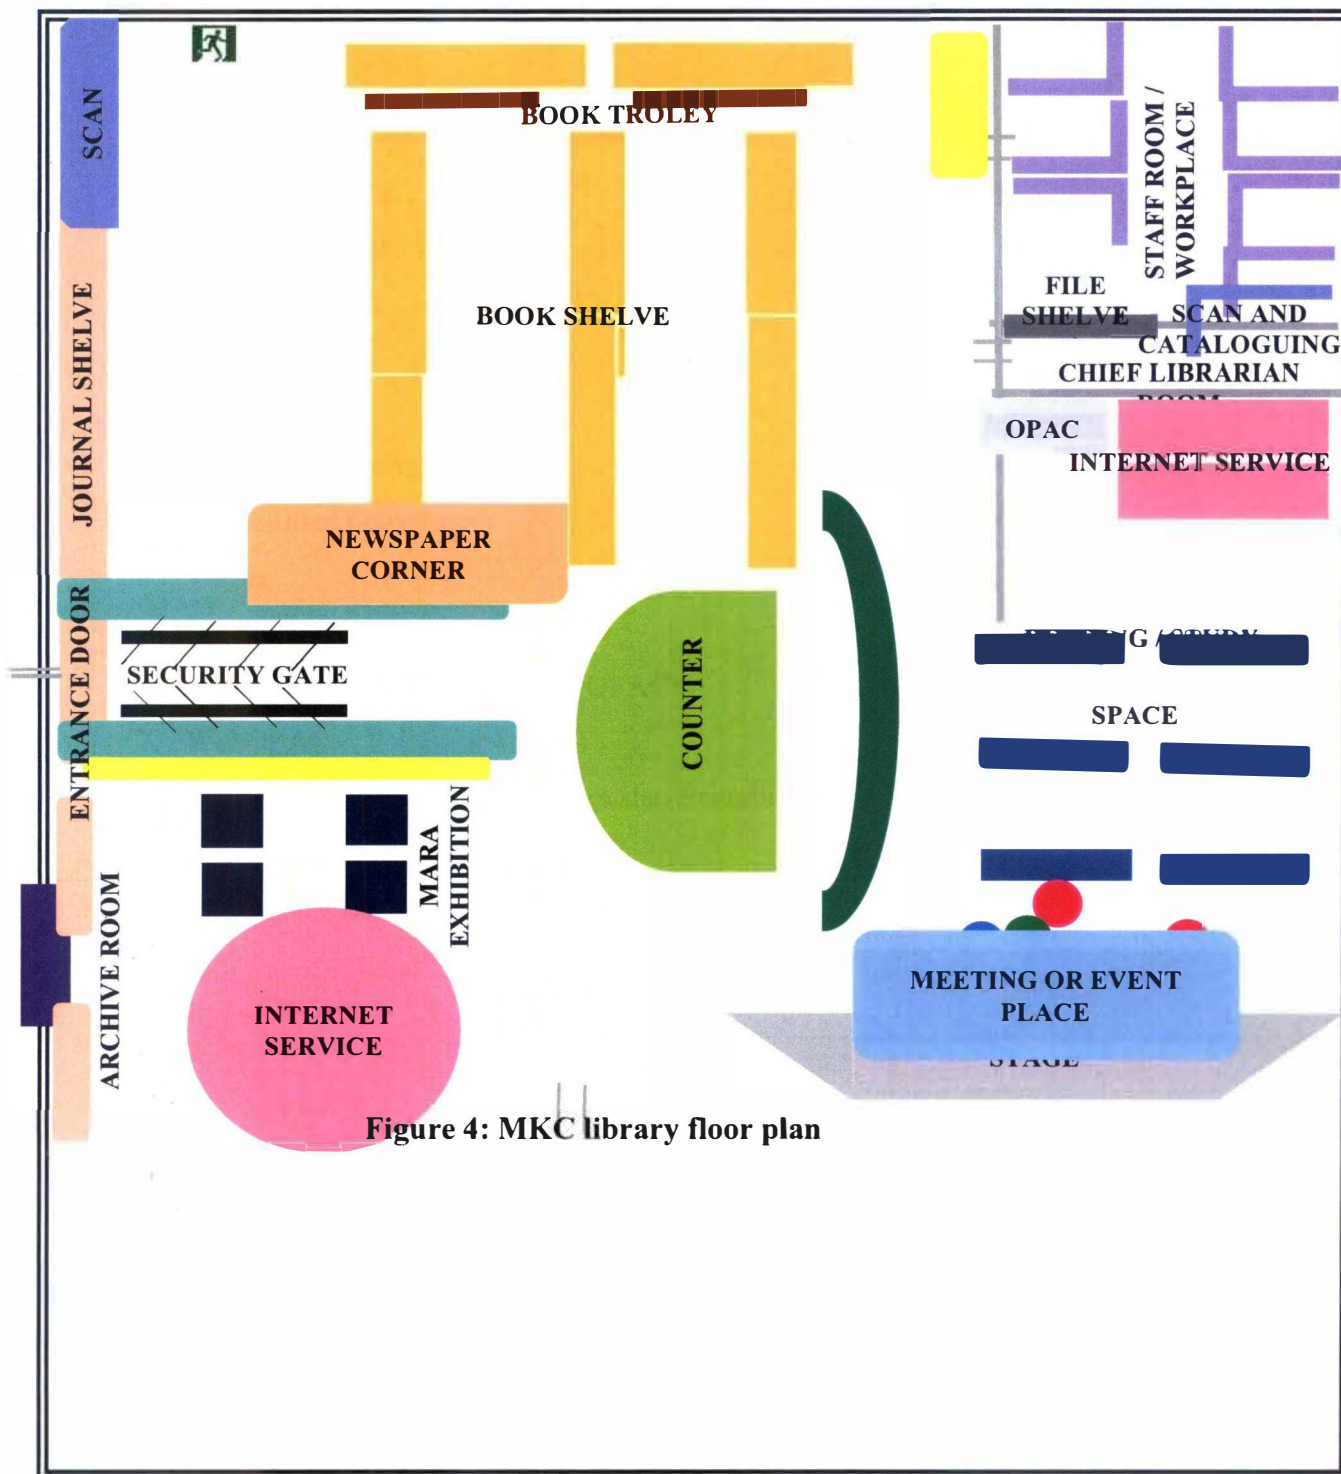 SCAN
BOOK TROLEY
STAFF ROOM /
WORKPLACE
JOURNAL SHELVE
BOOK SHELVE
FILE
SHELVE
SCAN AND
CATALOGUING
CHIEF LIBRARIAN
OPAC
INTERNET SERVICE
NEWSPAPER
CORNER
ENTRANCE DOOR
SECURITY GATE
COUNTER
SPACE
MARA
EXHIBITION
ARCHIVE ROOM
INTERNET
SERVICE
MEETING OR EVENT
PLACE
STAGE
Figure 4: MKC library floor plan